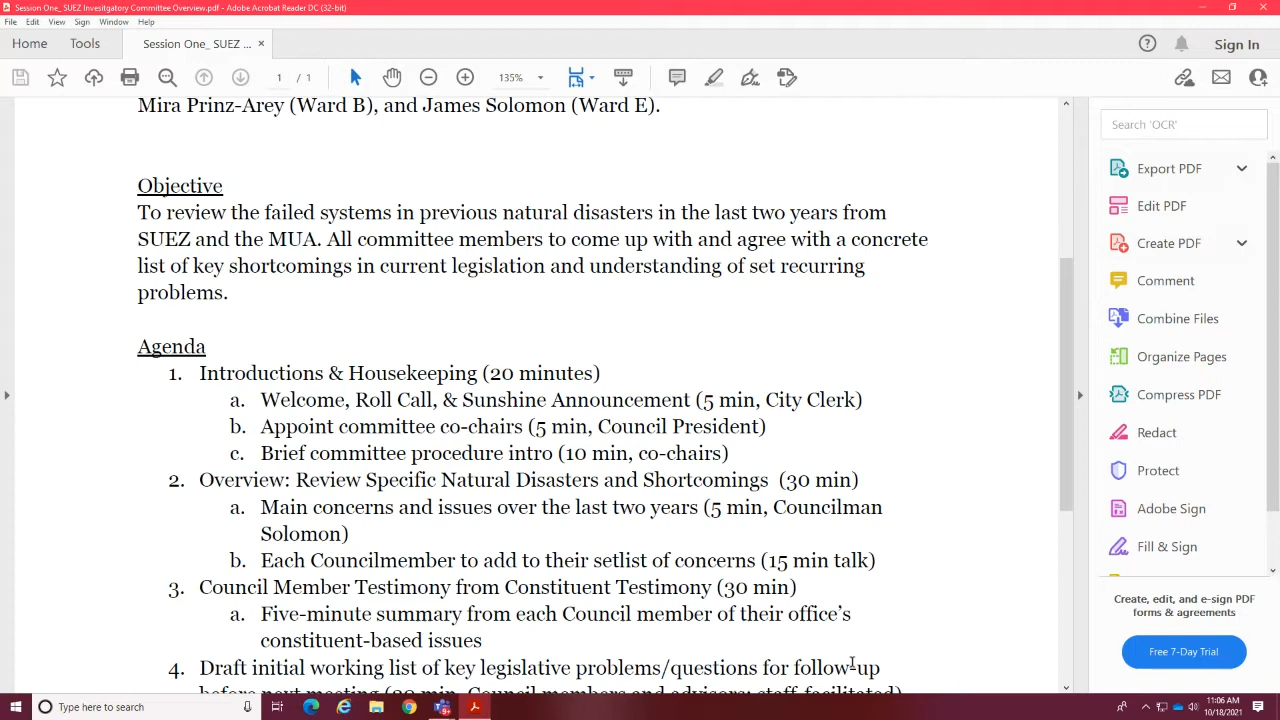 Session One_ SUEZ Invesitgatory Committee Overview.pdf - Adobe Acrobat Reader DC (32-bit)
File Edit View Sign Window Help
Home Tools Session One_ SUEZ ... × Sign In
1 / 1 135%
Mira Prinz-Arey (Ward B), and James Solomon (Ward E).
Objective
To review the failed systems in previous natural disasters in the last two years from
SUEZ and the MUA. All committee members to come up with and agree with a concrete
list of key shortcomings in current legislation and understanding of set recurring
problems.
Agenda
1. Introductions & Housekeeping (20 minutes)
a. Welcome, Roll Call, & Sunshine Announcement (5 min, City Clerk)
b. Appoint committee co-chairs (5 min, Council President)
c. Brief committee procedure intro (10 min, co-chairs)
2. Overview: Review Specific Natural Disasters and Shortcomings (30 min)
a. Main concerns and issues over the last two years (5 min, Councilman
Solomon)
b. Each Councilmember to add to their setlist of concerns (15 min talk)
3. Council Member Testimony from Constituent Testimony (30 min)
a. Five-minute summary from each Council member of their office's
constituent-based issues
4. Draft initial working list of key legislative problems/questions for follow-up
before next meeting (30 min, Council members and advisors; staff-facilitated)
Search 'OCR'
Export PDF
Edit PDF
Create PDF
Comment
Combine Files
Organize Pages
Compress PDF
Redact
Protect
Adobe Sign
Fill & Sign
Create, edit, and e-sign PDF
forms & agreements
Free 7-Day Trial
Type here to search
11:06 AM
10/18/2021